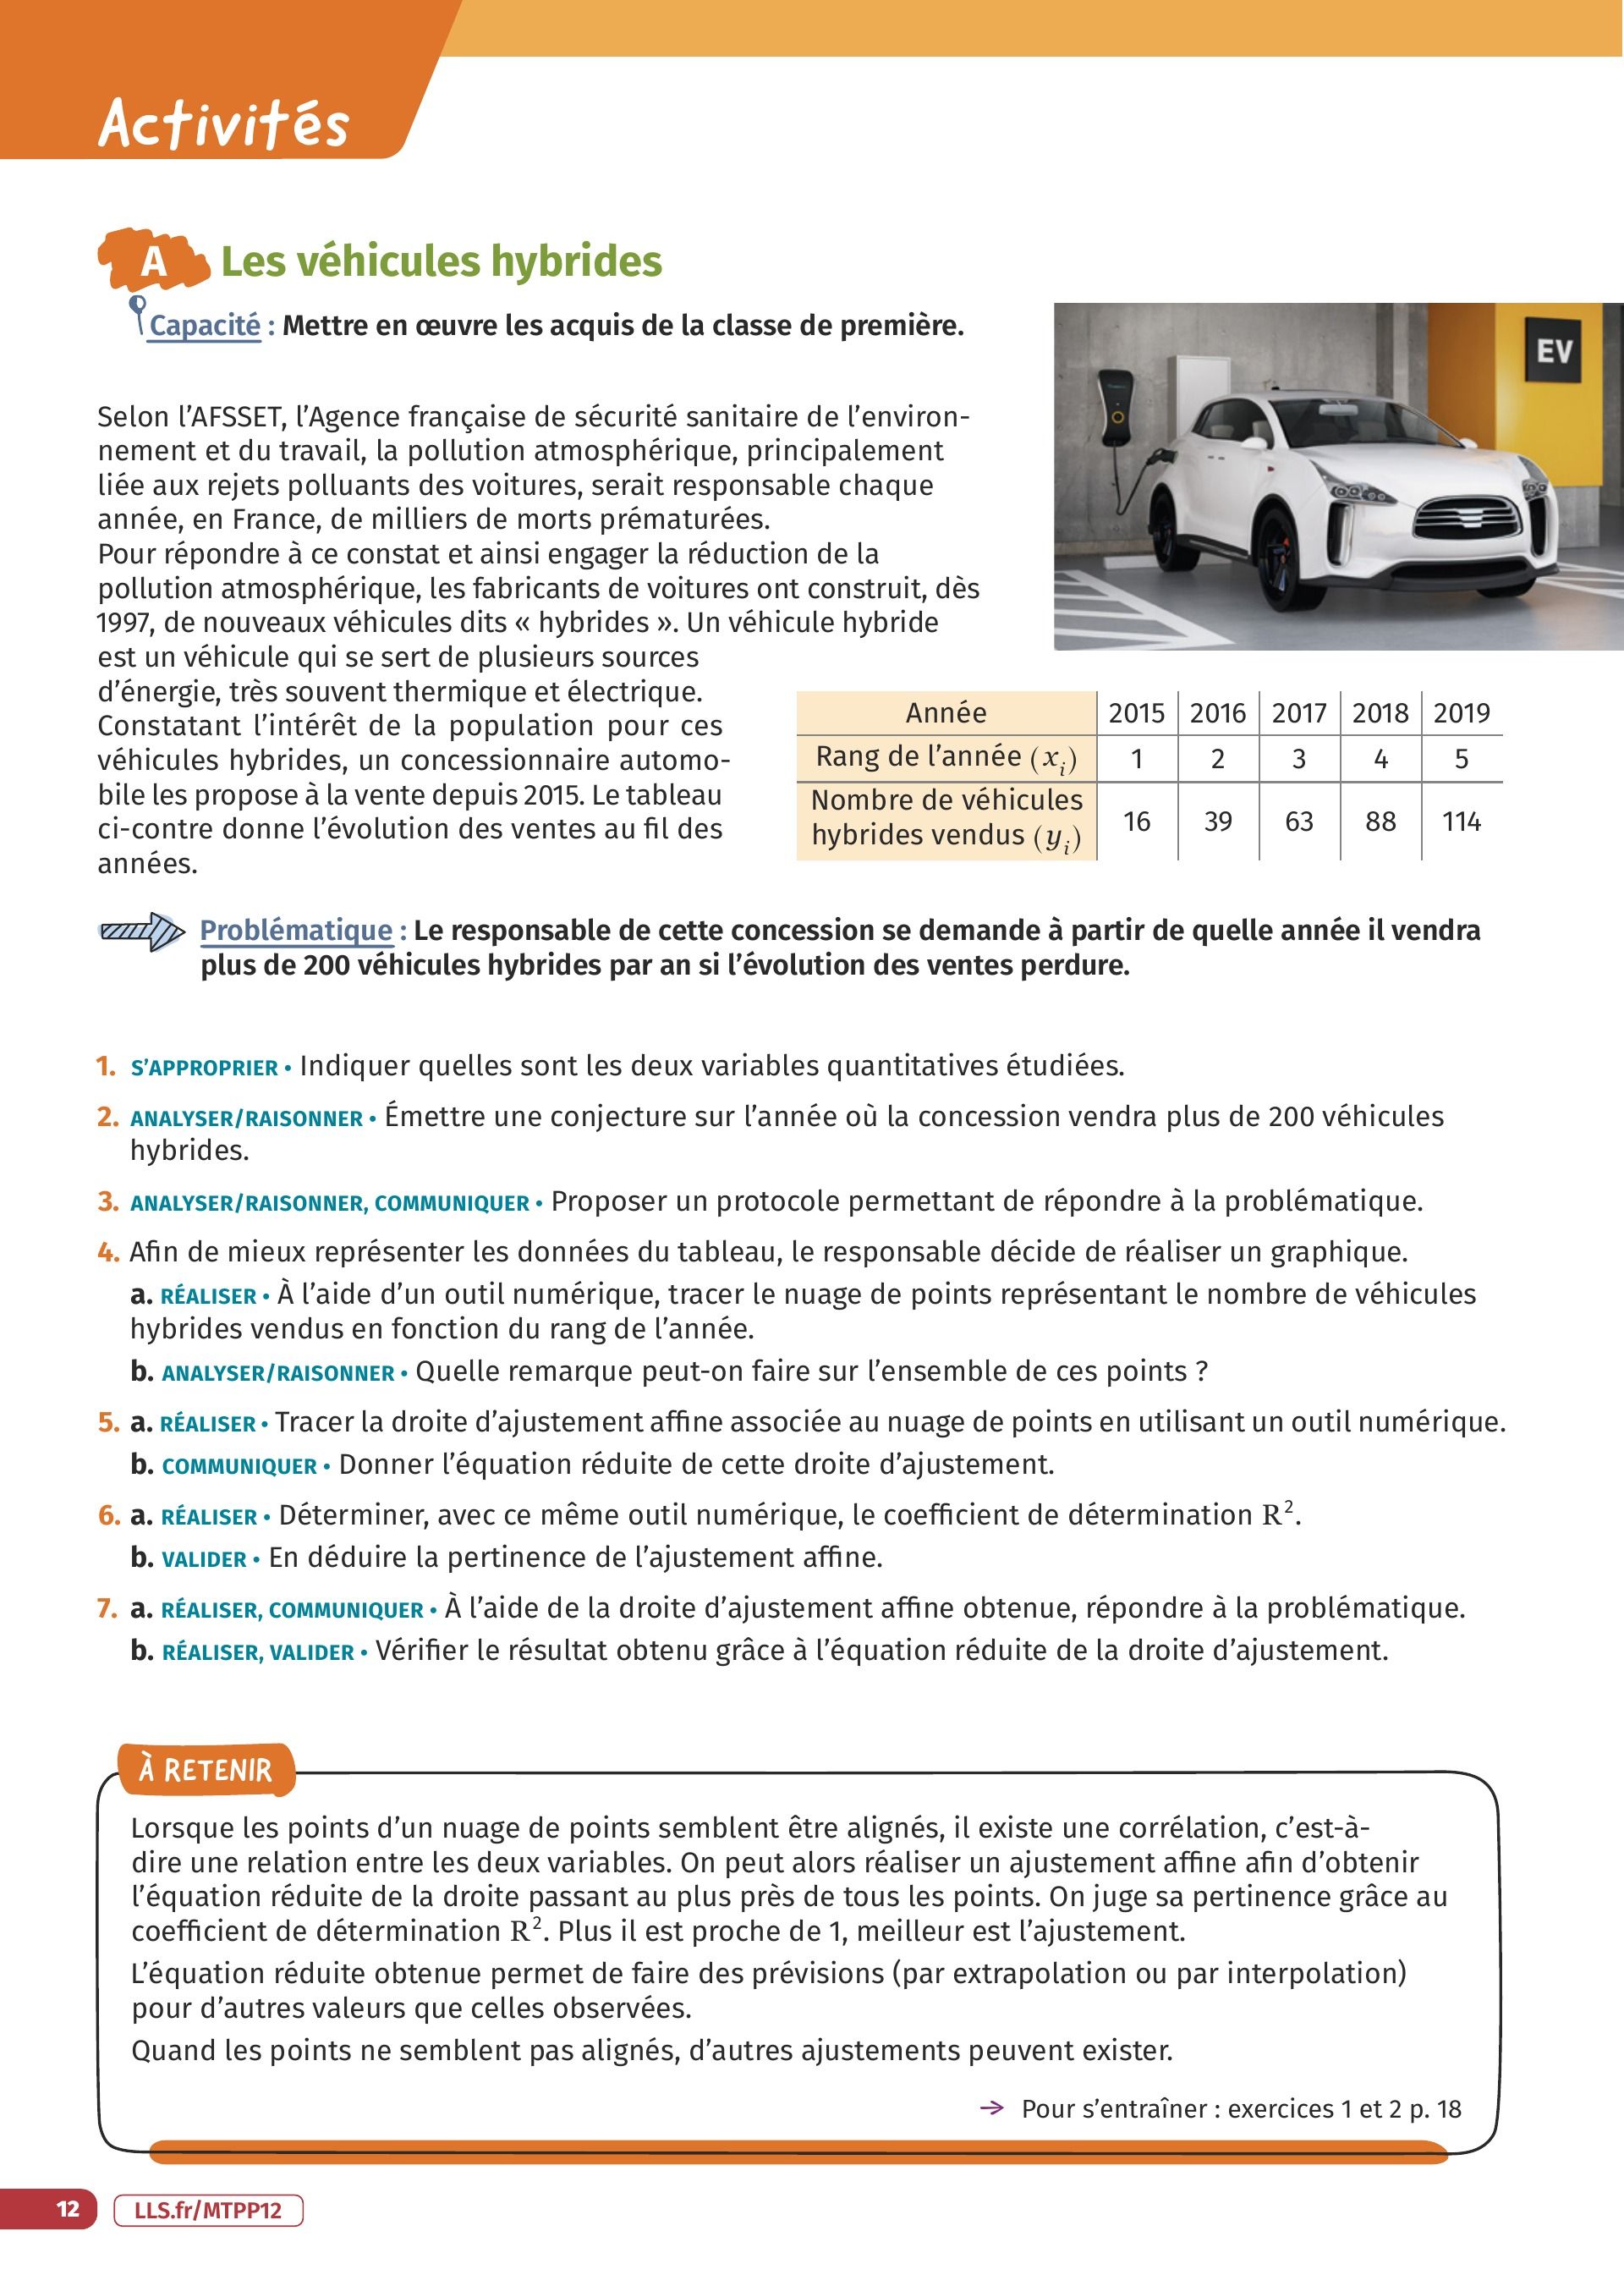 Activités
A Les véhicules hybrides
Capacité : Mettre en œuvre les acquis de la classe de première.
EV
Selon l’AFSSET, l’Agence française de sécurité sanitaire de l’environ-
nement et du travail, la pollution atmosphérique, principalement
liée aux rejets polluants des voitures, serait responsable chaque
année, en France, de milliers de morts prématurées.
Pour répondre à ce constat et ainsi engager la réduction de la
pollution atmosphérique, les fabricants de voitures ont construit, dès
1997, de nouveaux véhicules dits « hybrides ». Un véhicule hybride
est un véhicule qui se sert de plusieurs sources
d’énergie, très souvent thermique et électrique.
Constatant l’intérêt de la population pour ces
véhicules hybrides, un concessionnaire automo-
bile les propose à la vente depuis 2015. Le tableau
ci-contre donne l’évolution des ventes au fil des
années.
Année 2015 2016 2017 2018 2019
Rang de l’année (xᵢ) 1 2 3 4 5
Nombre de véhicules
hybrides vendus (yᵢ) 16 39 63 88 114
Problématique : Le responsable de cette concession se demande à partir de quelle année il vendra
plus de 200 véhicules hybrides par an si l’évolution des ventes perdure.
1. S’APPROPRIER • Indiquer quelles sont les deux variables quantitatives étudiées.
2. ANALYSER/RAISONNER • Émettre une conjecture sur l’année où la concession vendra plus de 200 véhicules
hybrides.
3. ANALYSER/RAISONNER, COMMUNIQUER • Proposer un protocole permettant de répondre à la problématique.
4. Afin de mieux représenter les données du tableau, le responsable décide de réaliser un graphique.
a. RÉALISER • À l’aide d’un outil numérique, tracer le nuage de points représentant le nombre de véhicules
hybrides vendus en fonction du rang de l’année.
b. ANALYSER/RAISONNER • Quelle remarque peut-on faire sur l’ensemble de ces points ?
5. a. RÉALISER • Tracer la droite d’ajustement affine associée au nuage de points en utilisant un outil numérique.
b. COMMUNIQUER • Donner l’équation réduite de cette droite d’ajustement.
6. a. RÉALISER • Déterminer, avec ce même outil numérique, le coefficient de détermination R².
b. VALIDER • En déduire la pertinence de l’ajustement affine.
7. a. RÉALISER, COMMUNIQUER • À l’aide de la droite d’ajustement affine obtenue, répondre à la problématique.
b. RÉALISER, VALIDER • Vérifier le résultat obtenu grâce à l’équation réduite de la droite d’ajustement.
À RETENIR
Lorsque les points d’un nuage de points semblent être alignés, il existe une corrélation, c’est-à-
dire une relation entre les deux variables. On peut alors réaliser un ajustement affine afin d’obtenir
l’équation réduite de la droite passant au plus près de tous les points. On juge sa pertinence grâce au
coefficient de détermination R². Plus il est proche de 1, meilleur est l’ajustement.
L’équation réduite obtenue permet de faire des prévisions (par extrapolation ou par interpolation)
pour d’autres valeurs que celles observées.
Quand les points ne semblent pas alignés, d’autres ajustements peuvent exister.
→ Pour s’entraîner : exercices 1 et 2 p. 18
12 LLS.fr/MTPP12